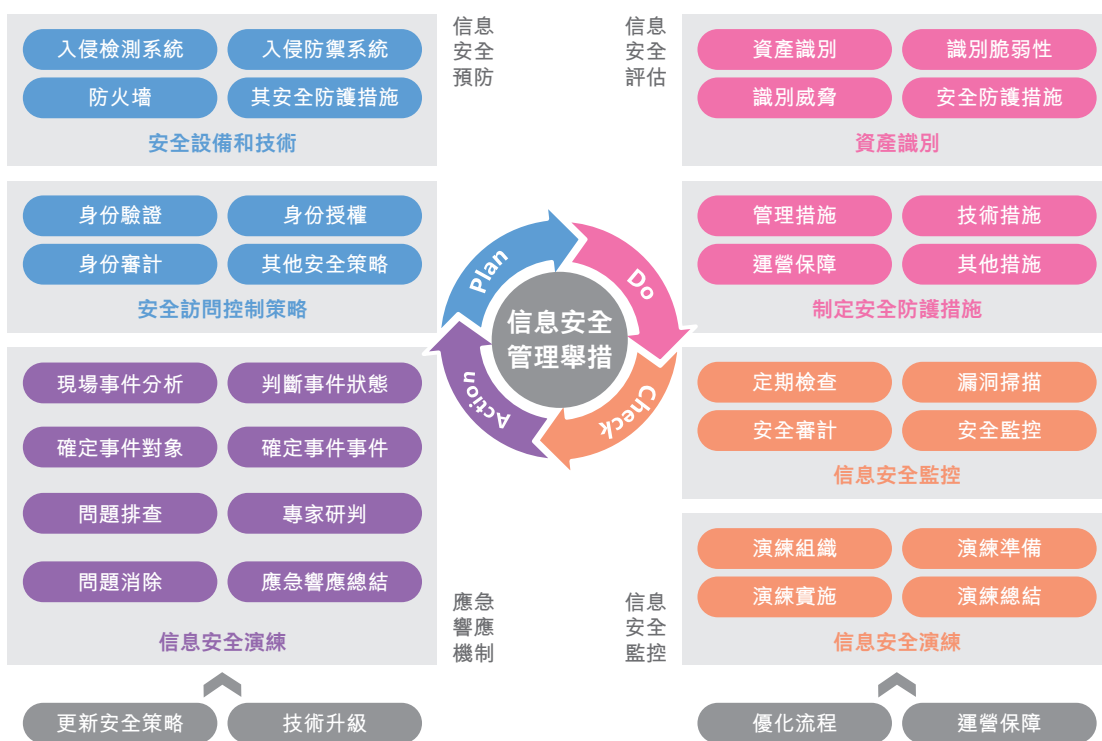 入侵檢測系統
入侵防禦系統
防火墻
其安全防護措施
安全設備和技術
身份驗證
身份授權
身份審計
其他安全策略
安全訪問控制策略
現場事件分析
判斷事件狀態
確定事件對象
確定事件事件
問題排查
專家研判
問題消除
應急響應總結
信息安全演練
更新安全策略
技術升級
信息
安全
預防
信息
安全
評估
Plan
Do
Check
Action
信息安全
管理舉措
應急
響應
機制
信息
安全
監控
資產識別
識別脆弱性
識別威脅
安全防護措施
資產識別
管理措施
技術措施
運營保障
其他措施
制定安全防護措施
定期檢查
漏洞掃描
安全審計
安全監控
信息安全監控
演練組織
演練準備
演練實施
演練總結
信息安全演練
優化流程
運營保障